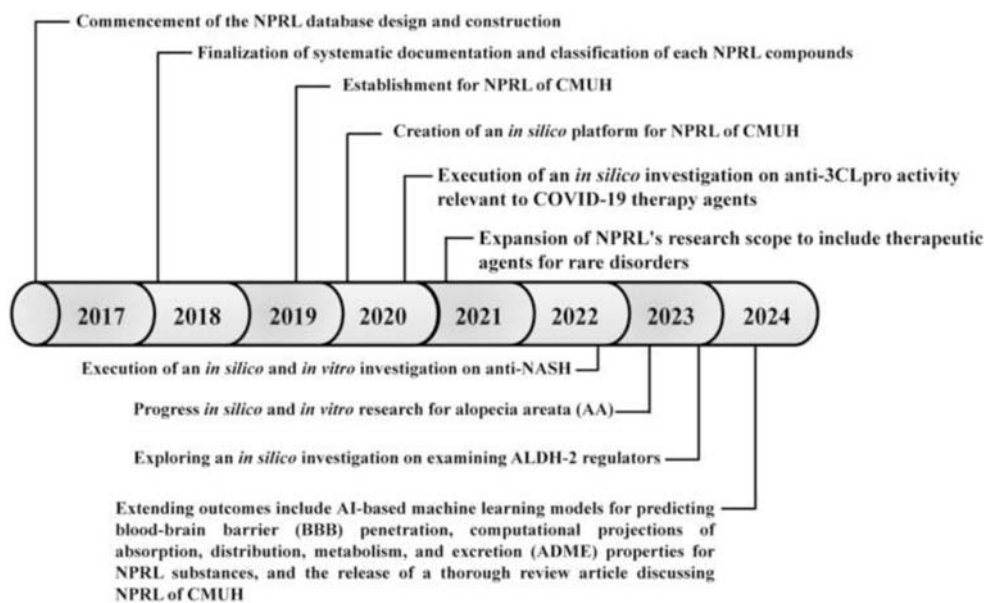 Commencement of the NPRL database design and construction
Finalization of systematic documentation and classification of each NPRL compounds
Establishment for NPRL of CMUH
Creation of an in silico platform for NPRL of CMUH
Execution of an in silico investigation on anti-3CLpro activity
relevant to COVID-19 therapy agents
Expansion of NPRL's research scope to include therapeutic
agents for rare disorders
2017 2018 2019 2020 2021 2022 2023 2024
Execution of an in silico and in vitro investigation on anti-NASH
Progress in silico and in vitro research for alopecia areata (AA)
Exploring an in silico investigation on examining ALDH-2 regulators
Extending outcomes include AI-based machine learning models for predicting
blood-brain barrier (BBB) penetration, computational projections of
absorption, distribution, metabolism, and excretion (ADME) properties for
NPRL substances, and the release of a thorough review article discussing
NPRL of CMUH